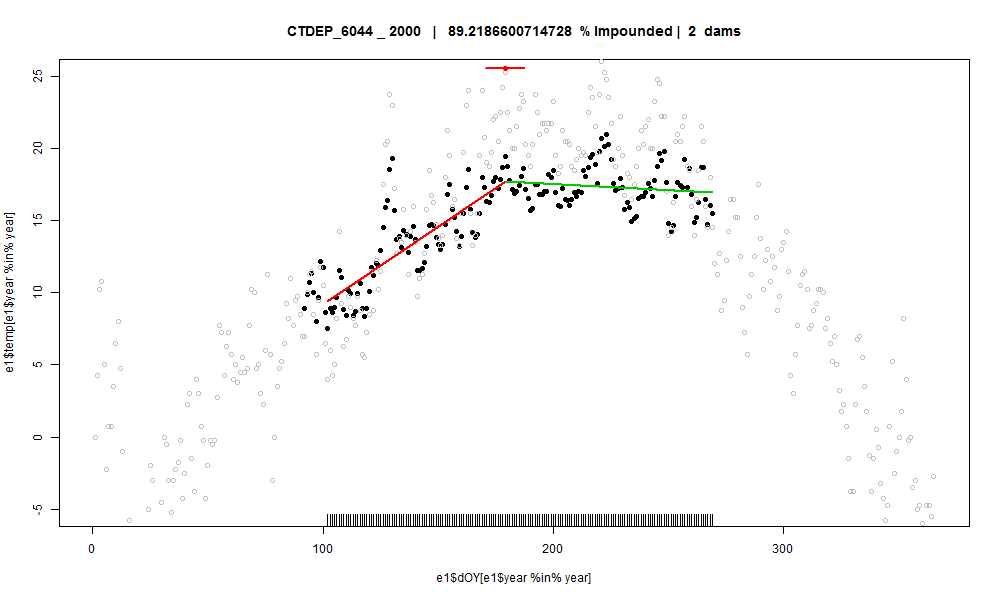 CTDEP_6044 _ 2000 | 89.2186600714728 % Impounded | 2 dams
25
20
15
10
5
0
-5
e1$temp[e1$year %in% year]
0 100 200 300
e1$dOY[e1$year %in% year]